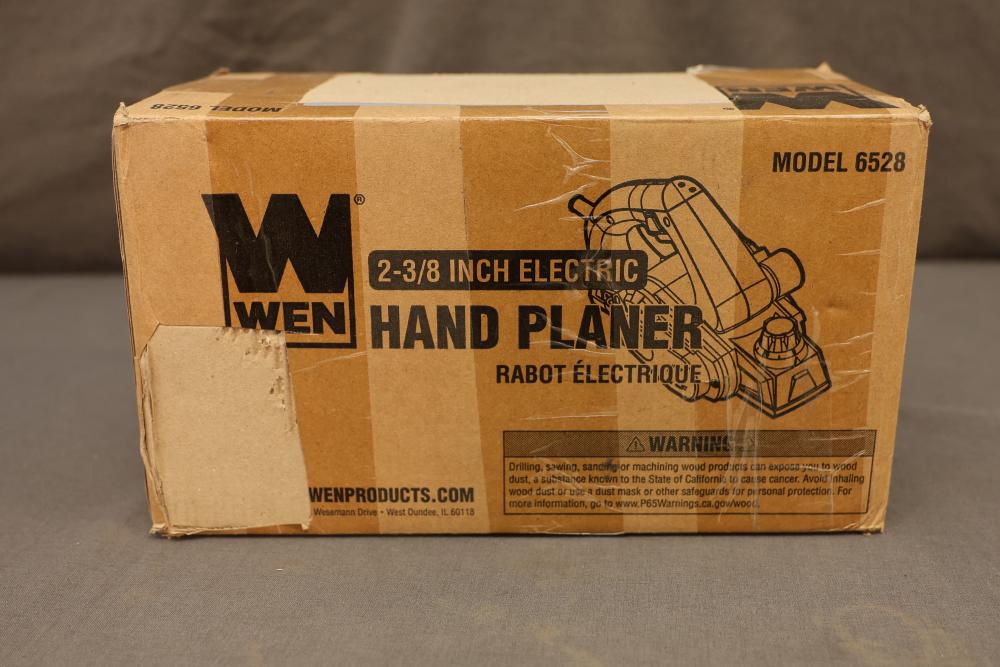 MODEL 6528
WEN
MODEL 6528
W®
WEN
2-3/8 INCH ELECTRIC
HAND PLANER
RABOT ÉLECTRIQUE
⚠ WARNING ⚠
Drilling, sawing, sanding or machining wood products can expose you to wood
dust, a substance known to the State of California to cause cancer. Avoid inhaling
wood dust or use a dust mask or other safeguards for personal protection. For
more information, go to www.P65Warnings.ca.gov/wood.
WENPRODUCTS.COM
Wesemann Drive • West Dundee, IL 60118